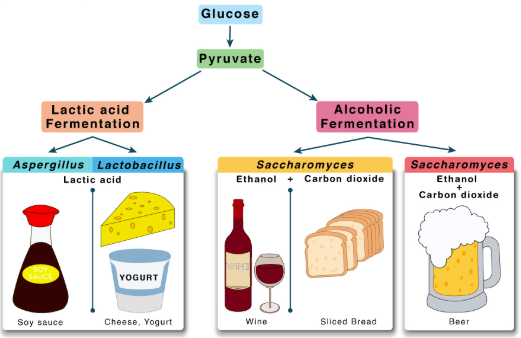 Glucose
Pyruvate
Lactic acid
Fermentation
Alcoholic
Fermentation
Aspergillus
Lactobacillus
Lactic acid
SOY
SAUCE
YOGURT
Soy sauce
Cheese, Yogurt
Saccharomyces
Ethanol + Carbon dioxide
WINE
Wine
Sliced Bread
Saccharomyces
Ethanol
+
Carbon dioxide
Beer